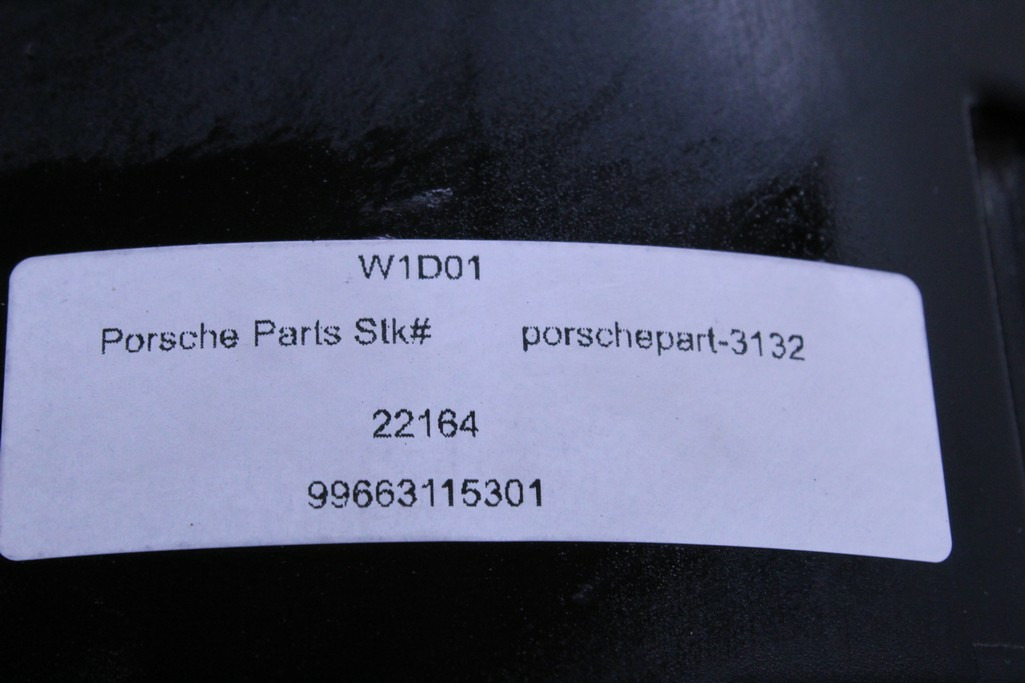 W1D01
Porsche Parts Stk# porschepart-3132
22164
99663115301